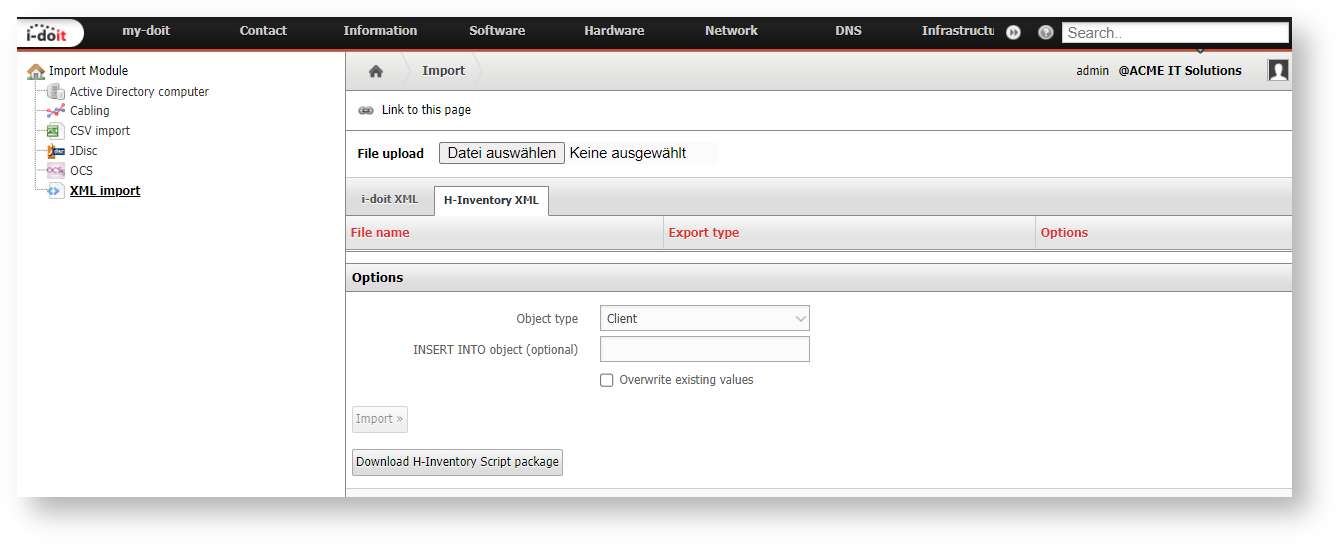 i-doit my-doit Contact Information Software Hardware Network DNS Infrastructu Search..
Import Module
Active Directory computer
Cabling
CSV import
JDisc
OCS
XML import
Import admin @ACME IT Solutions
Link to this page
File upload Datei auswählen Keine ausgewählt
i-doit XML H-Inventory XML
File name Export type Options
Options
Object type Client
INSERT INTO object (optional)
Overwrite existing values
Import »
Download H-Inventory Script package